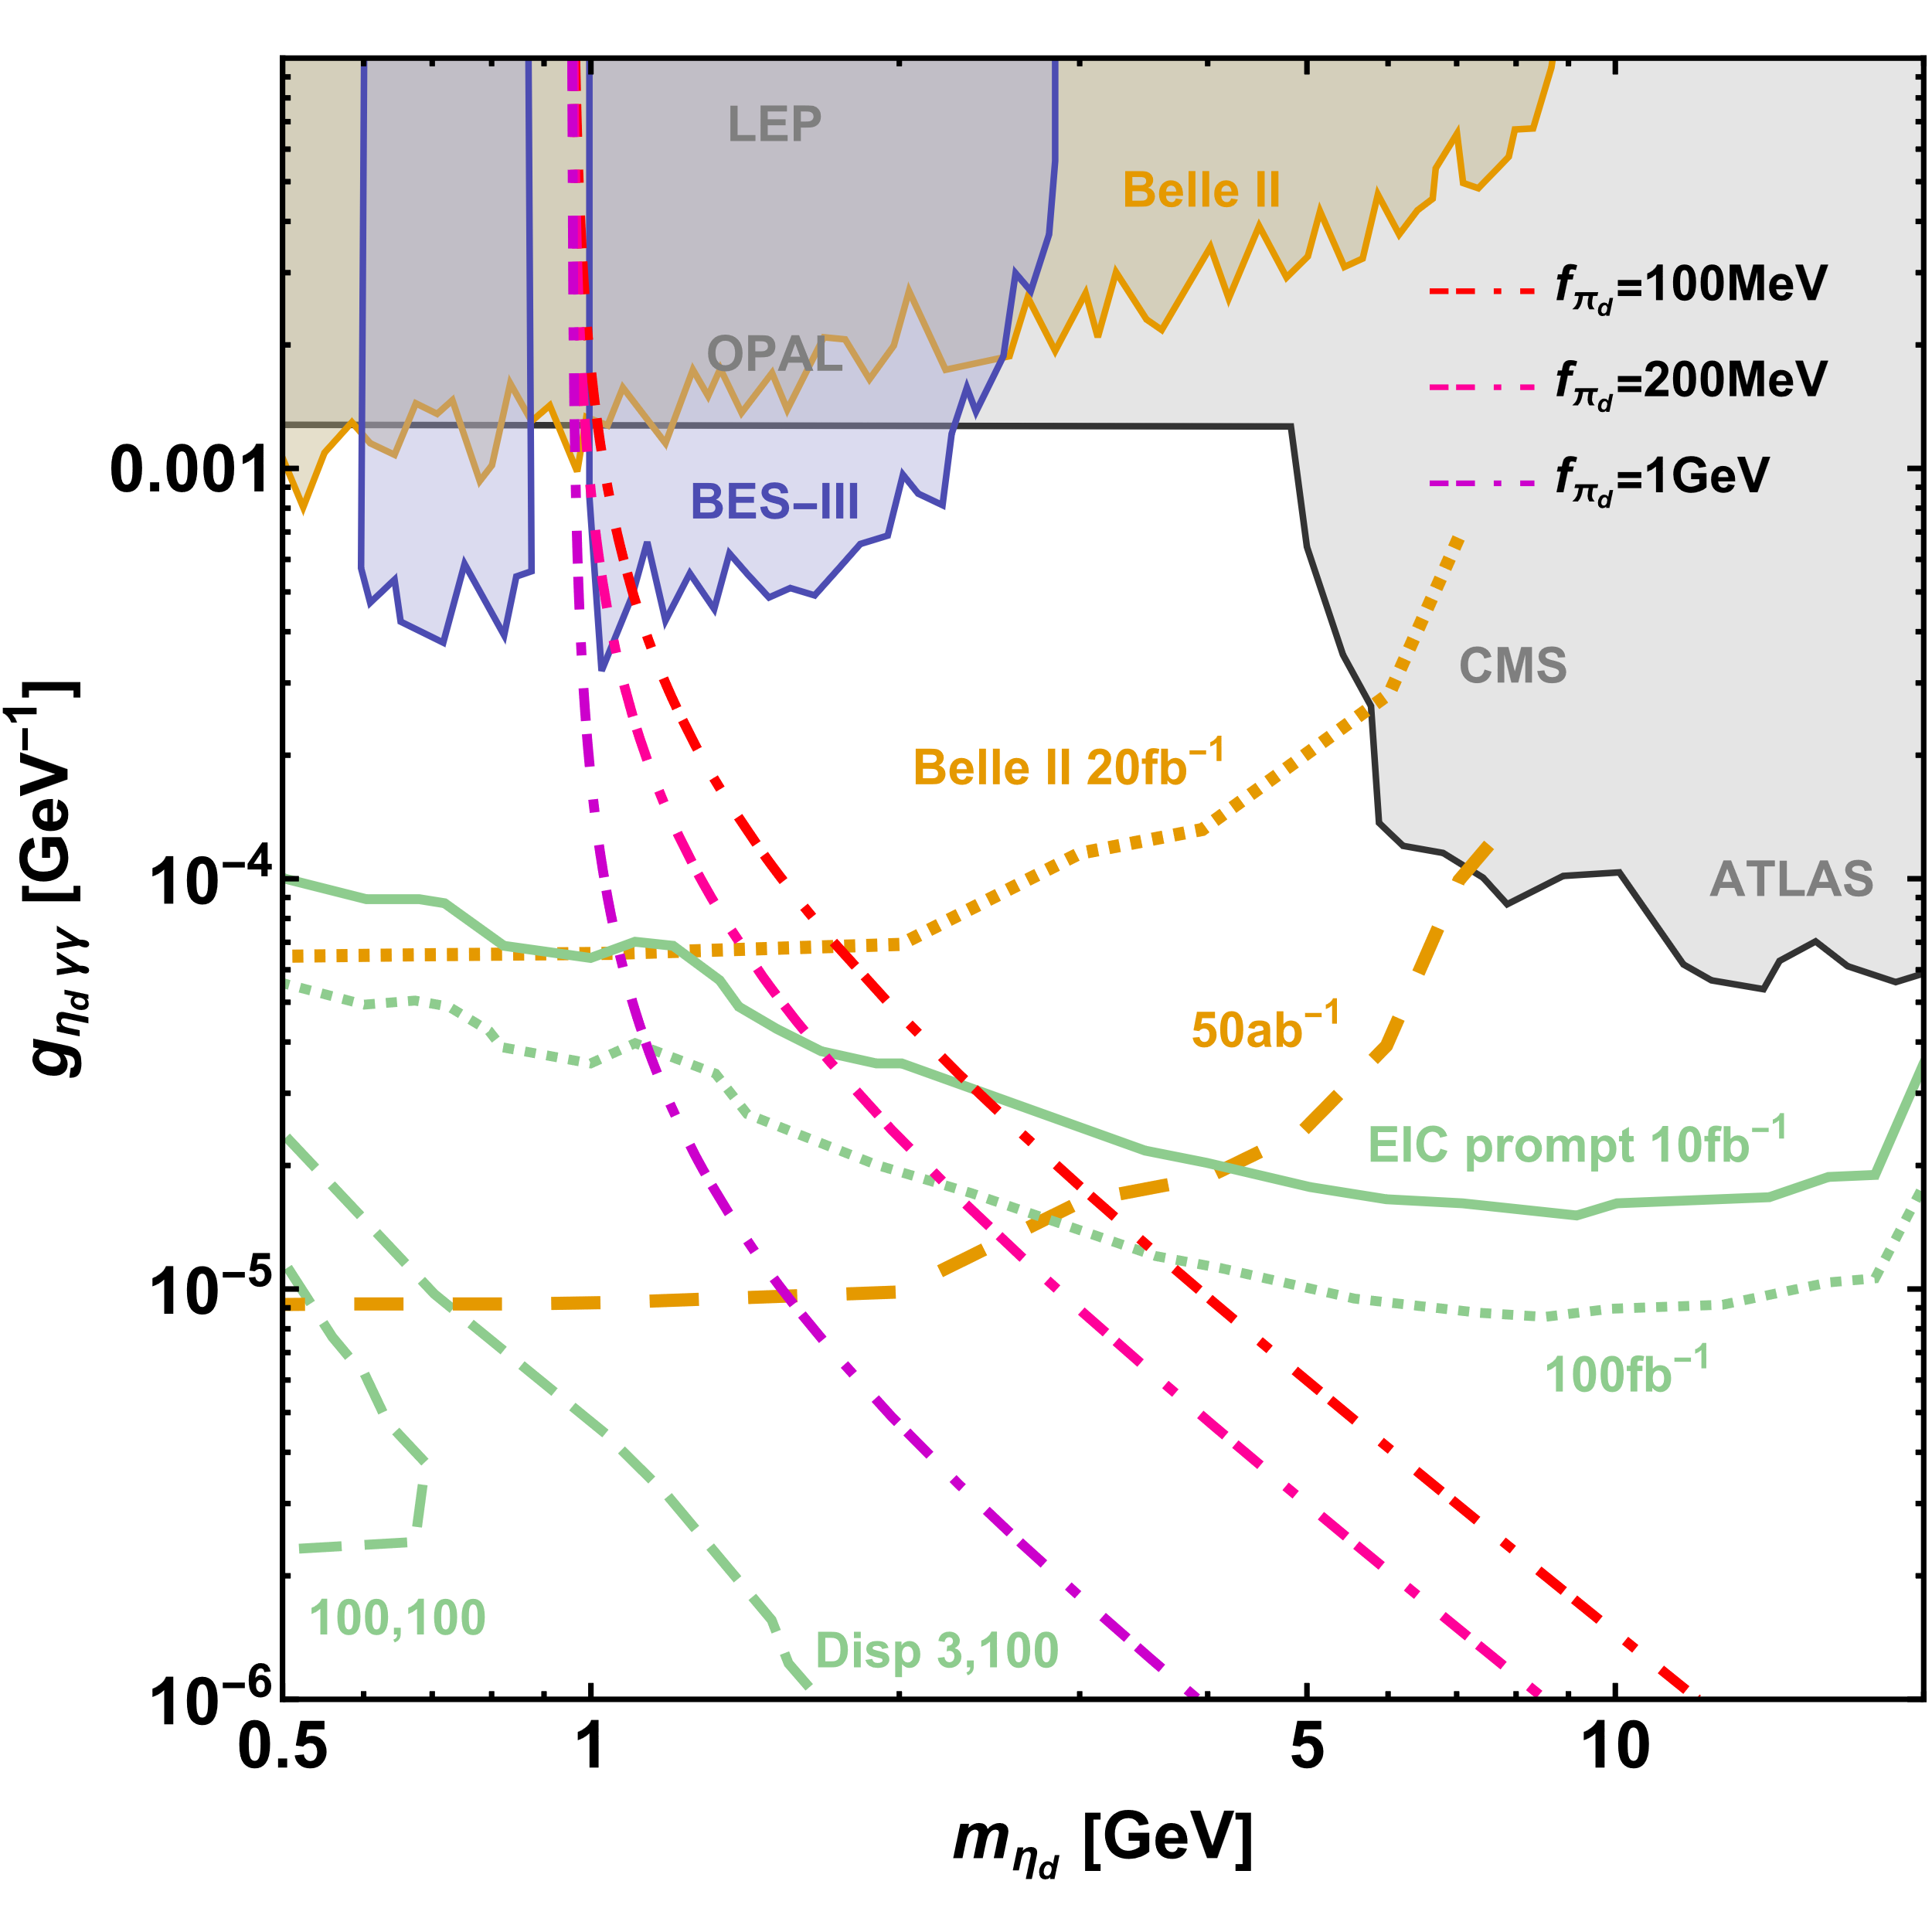 LEP
Belle II
f_{π_d}=100MeV
OPAL
f_{π_d}=200MeV
0.001
BES−III
f_{π_d}=1GeV
CMS
Belle II 20fb⁻¹
g_{η_d γγ} [GeV⁻¹]
10⁻⁴
ATLAS
50ab⁻¹
EIC prompt 10fb⁻¹
10⁻⁵
100fb⁻¹
100,100
Disp 3,100
10⁻⁶
0.5 1 5 10
m_{η_d} [GeV]